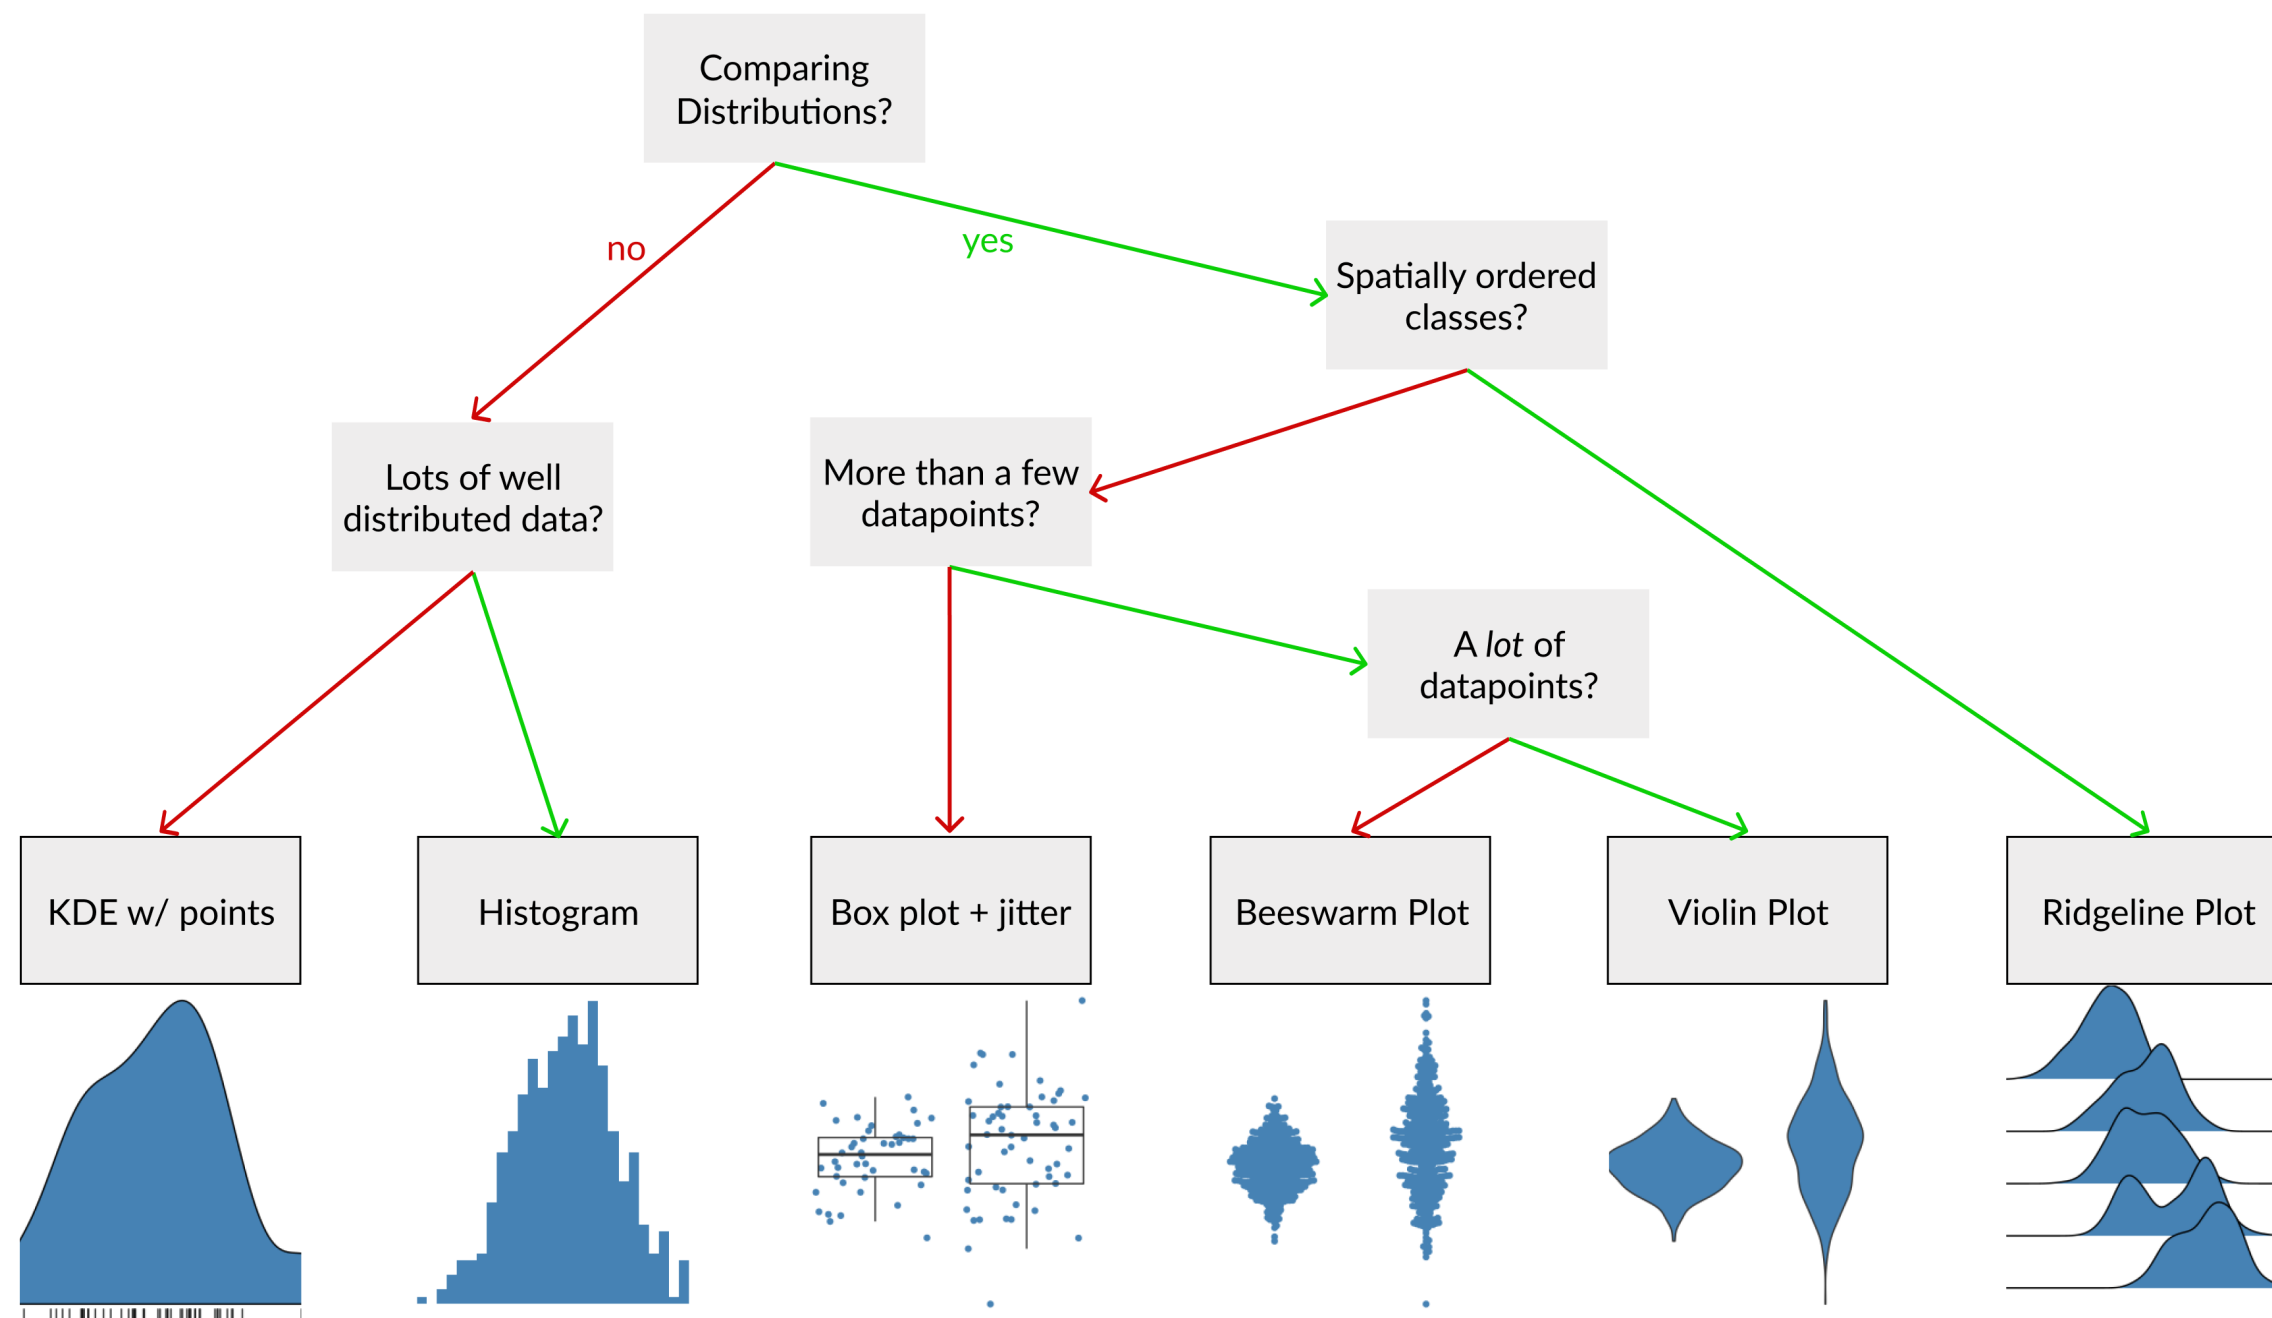 Comparing
Distributions?
no
yes
Spatially ordered
classes?
Lots of well
distributed data?
More than a few
datapoints?
A lot of
datapoints?
KDE w/ points
Histogram
Box plot + jitter
Beeswarm Plot
Violin Plot
Ridgeline Plot